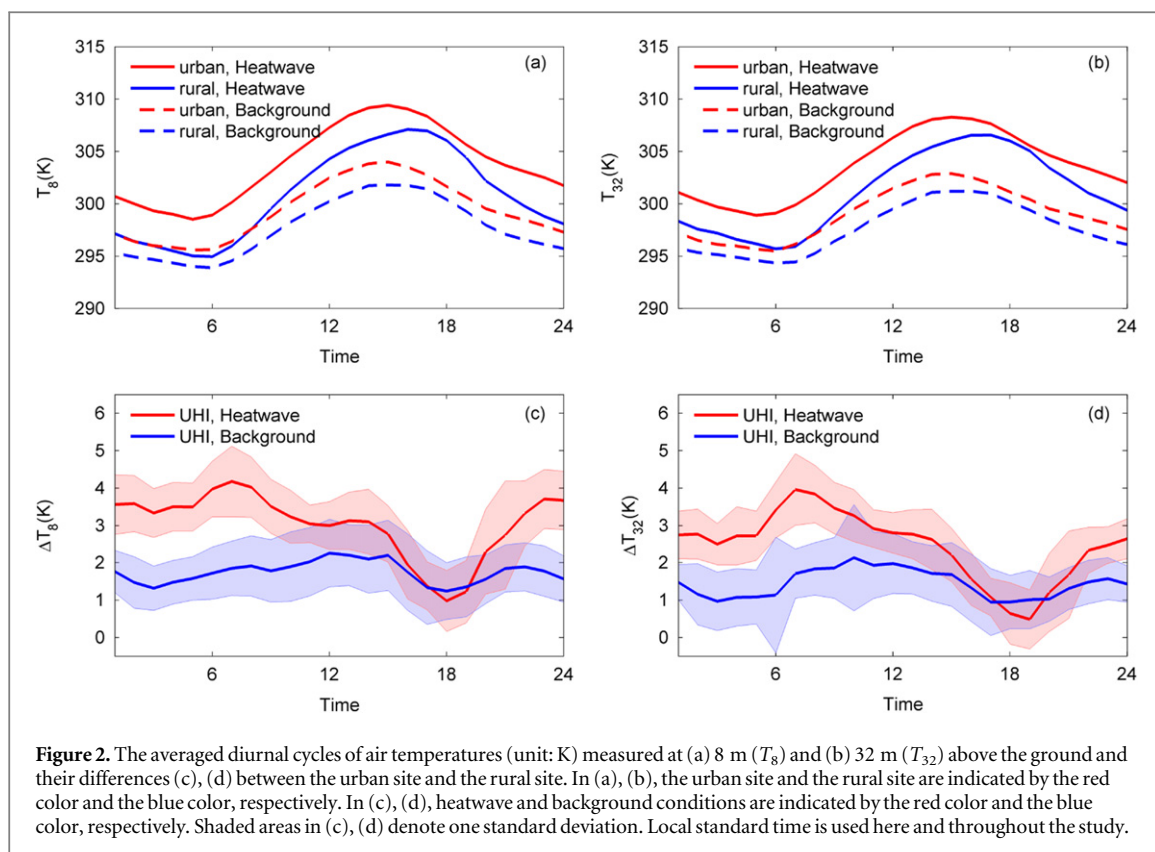 315
310
305
300
295
290
T8(K)
urban, Heatwave
rural, Heatwave
urban, Background
rural, Background
(a)
6
12
18
24
Time
315
310
305
300
295
290
T32(K)
urban, Heatwave
rural, Heatwave
urban, Background
rural, Background
(b)
6
12
18
24
Time
6
5
4
3
2
1
0
ΔT8(K)
UHI, Heatwave
UHI, Background
(c)
6
12
18
24
Time
6
5
4
3
2
1
0
ΔT32(K)
UHI, Heatwave
UHI, Background
(d)
6
12
18
24
Time
Figure 2. The averaged diurnal cycles of air temperatures (unit: K) measured at (a) 8 m (T8) and (b) 32 m (T32) above the ground and
their differences (c), (d) between the urban site and the rural site. In (a), (b), the urban site and the rural site are indicated by the red
color and the blue color, respectively. In (c), (d), heatwave and background conditions are indicated by the red color and the blue
color, respectively. Shaded areas in (c), (d) denote one standard deviation. Local standard time is used here and throughout the study.